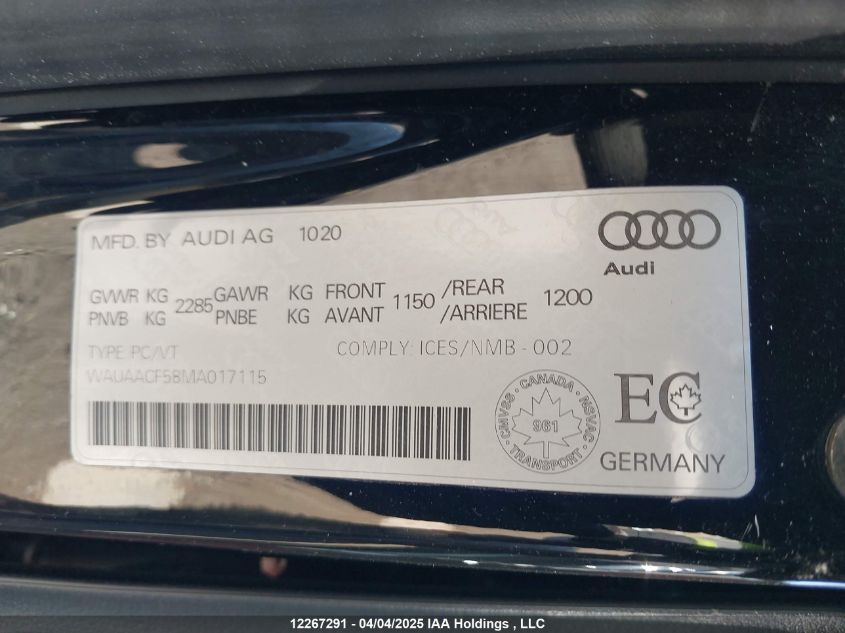 MFD. BY AUDI AG 1020
Audi
GVWR KG 2285 GAWR KG FRONT 1150 /REAR 1200
PNVB KG PNBE KG AVANT /ARRIERE
TYPE: PC/VT COMPLY: ICES/NMB - 002
WAUAACF58MA017115
· CANADA · NSVAC · TRANSPORT · CMVSS
961
EC
GERMANY
12267291 - 04/04/2025 IAA Holdings , LLC